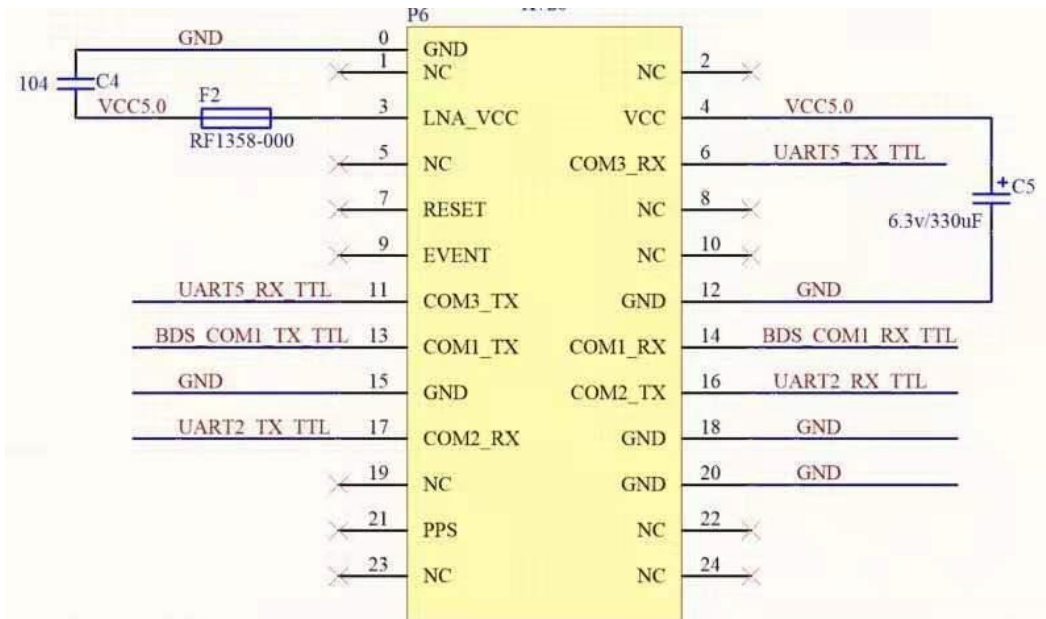 P6
GND 0 GND
1 NC NC 2
104 C4
VCC5.0 F2 3 LNA_VCC VCC 4 VCC5.0
RF1358-000
5 NC COM3_RX 6 UART5_TX_TTL
+ C5
7 RESET NC 8
6.3v/330uF
9 EVENT NC 10
UART5_RX_TTL 11 COM3_TX GND 12 GND
BDS_COM1_TX_TTL 13 COM1_TX COM1_RX 14 BDS_COM1_RX_TTL
GND 15 GND COM2_TX 16 UART2_RX_TTL
UART2_TX_TTL 17 COM2_RX GND 18 GND
19 NC GND 20 GND
21 PPS NC 22
23 NC NC 24